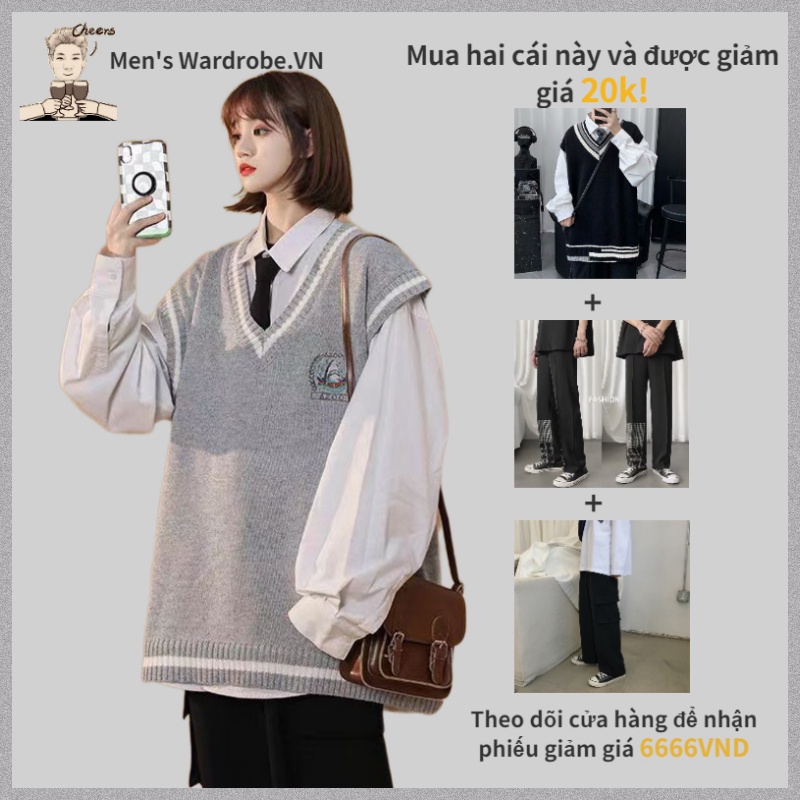 Cheers
Men's Wardrobe.VN
Mua hai cái này và được giảm
giá 20k!
+
FASHION
+
Theo dõi cửa hàng để nhận
phiếu giảm giá 6666VND